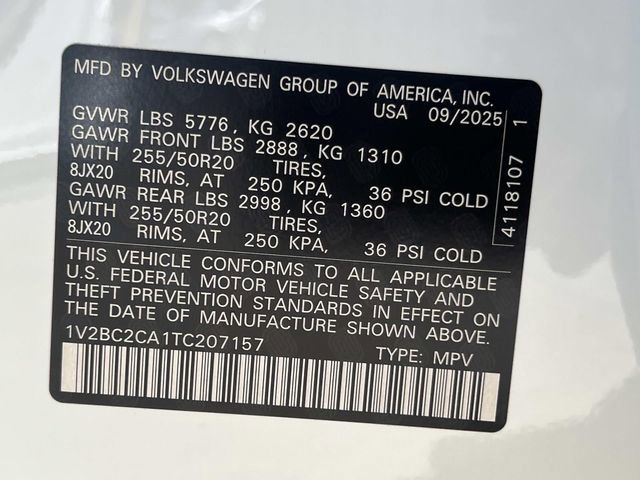 MFD BY VOLKSWAGEN GROUP OF AMERICA, INC.
USA 09/2025
GVWR LBS 5776, KG 2620
GAWR FRONT LBS 2888, KG 1310
WITH 255/50R20 TIRES,
8JX20 RIMS, AT 250 KPA, 36 PSI COLD
GAWR REAR LBS 2998, KG 1360
WITH 255/50R20 TIRES,
8JX20 RIMS, AT 250 KPA, 36 PSI COLD
THIS VEHICLE CONFORMS TO ALL APPLICABLE
U.S. FEDERAL MOTOR VEHICLE SAFETY AND
THEFT PREVENTION STANDARDS IN EFFECT ON
THE DATE OF MANUFACTURE SHOWN ABOVE.
1V2BC2CA1TC207157
TYPE: MPV
4118107 1